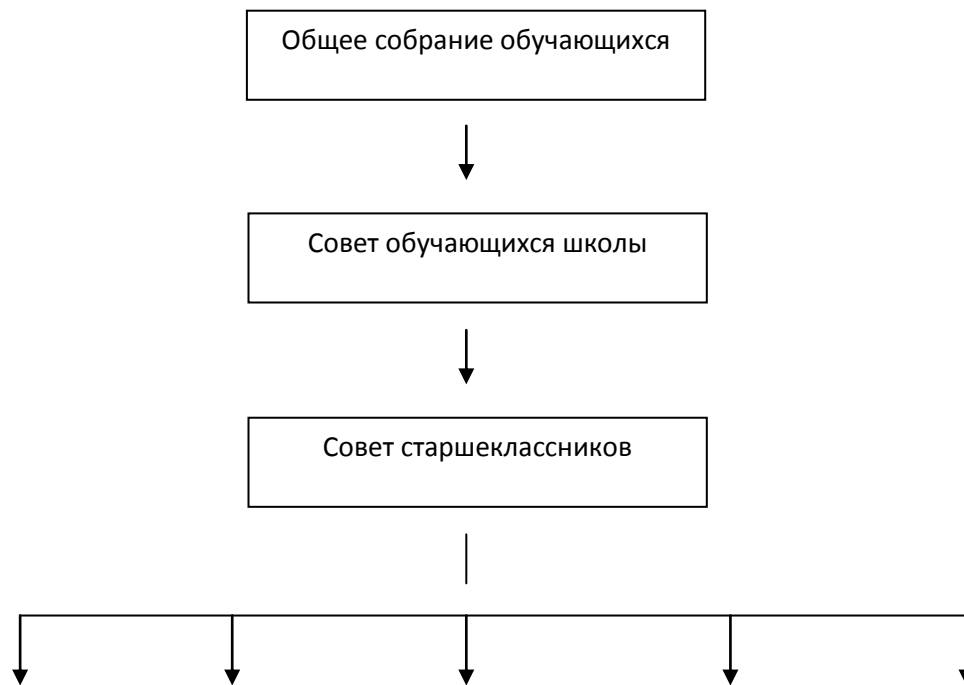 Общее собрание обучающихся
Совет обучающихся школы
Совет старшеклассников